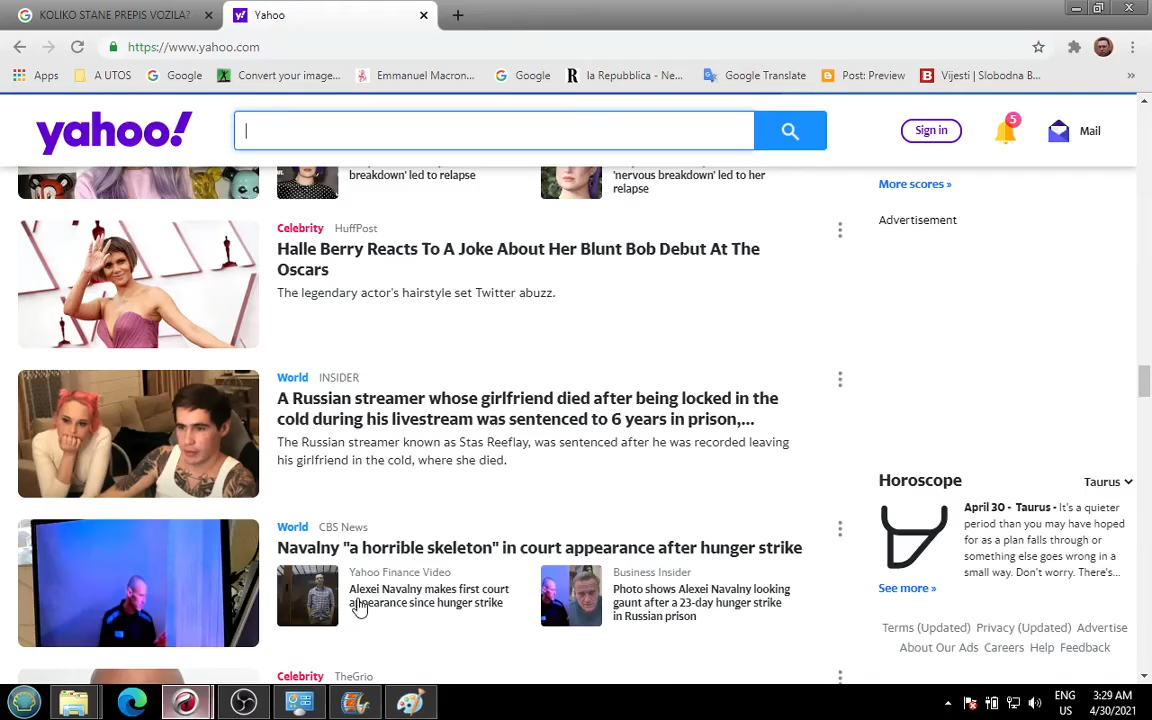 KOLIKO STANE PREPIS VOZILA?
Yahoo
https://www.yahoo.com
Apps
A UTOS
Google
Convert your image...
Emmanuel Macron...
Google
la Repubblica - Ne...
Google Translate
Post: Preview
Vijesti | Slobodna B...
»
yahoo!
Sign in
5
Mail
breakdown' led to relapse
'nervous breakdown' led to her
relapse
More scores »
Advertisement
Celebrity HuffPost
Halle Berry Reacts To A Joke About Her Blunt Bob Debut At The
Oscars
The legendary actor's hairstyle set Twitter abuzz.
World INSIDER
A Russian streamer whose girlfriend died after being locked in the
cold during his livestream was sentenced to 6 years in prison,...
The Russian streamer known as Stas Reeflay, was sentenced after he was recorded leaving
his girlfriend in the cold, where she died.
World CBS News
Navalny "a horrible skeleton" in court appearance after hunger strike
Yahoo Finance Video
Alexei Navalny makes first court
appearance since hunger strike
Business Insider
Photo shows Alexei Navalny looking
gaunt after a 23-day hunger strike
in Russian prison
Celebrity TheGrio
Horoscope
Taurus
April 30 - Taurus - It's a quieter
period than you may have hoped
for as a plan falls through or
something else goes wrong in a
small way. Don't worry. There's...
See more »
Terms (Updated) Privacy (Updated) Advertise
About Our Ads Careers Help Feedback
ENG
US
3:29 AM
4/30/2021